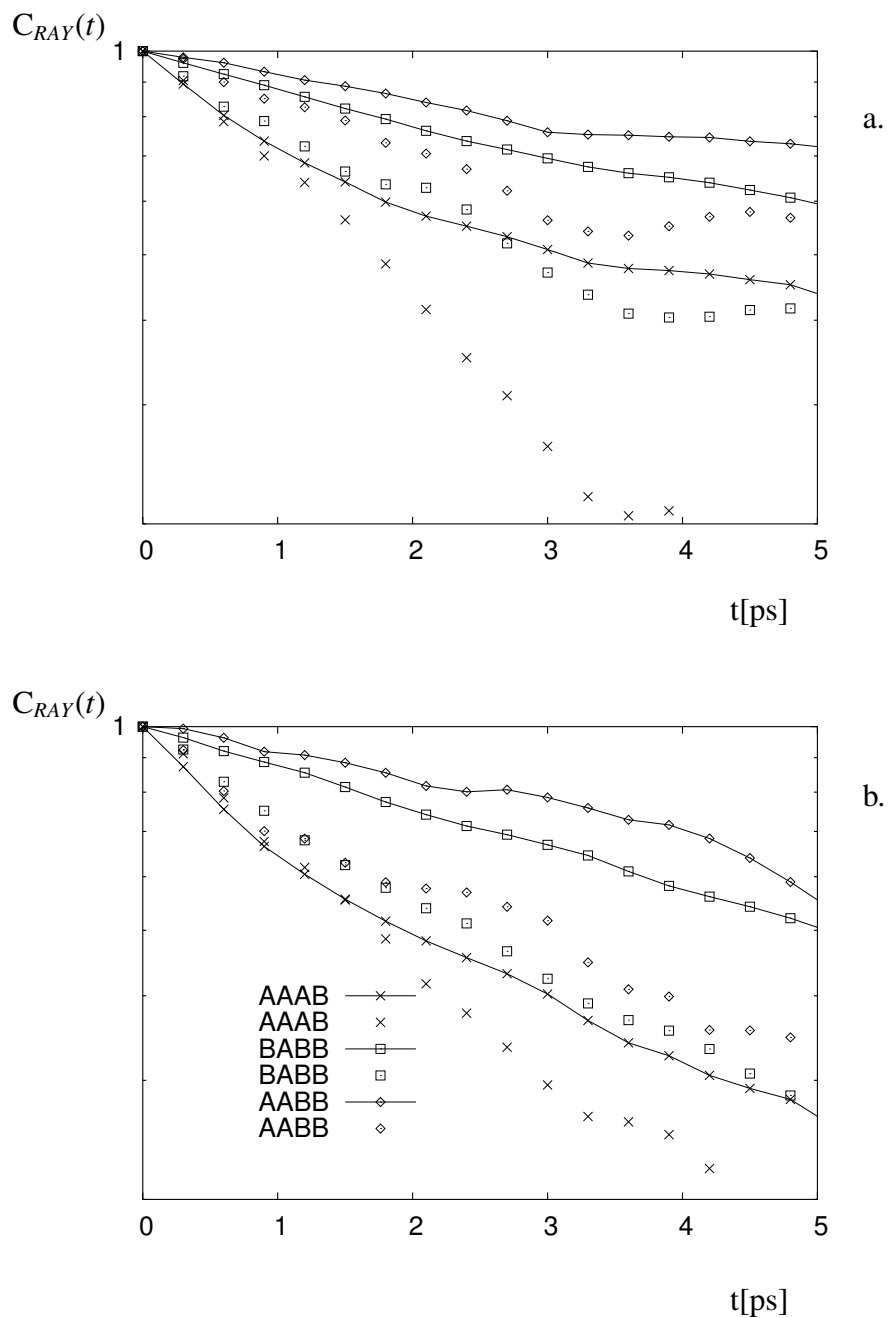 C_RAY(t)
1
a.
0 1 2 3 4 5
t[ps]
C_RAY(t)
1
b.
AAAB
AAAB
BABB
BABB
AABB
AABB
0 1 2 3 4 5
t[ps]